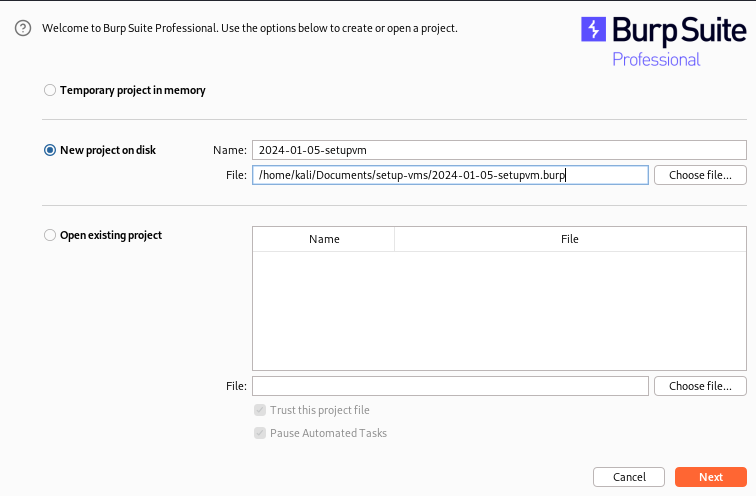 Welcome to Burp Suite Professional. Use the options below to create or open a project.
Burp Suite
Professional
Temporary project in memory
New project on disk
Name: 2024-01-05-setupvm
File: /home/kali/Documents/setup-vms/2024-01-05-setupvm.burp Choose file...
Open existing project
Name File
File: Choose file...
Trust this project file
Pause Automated Tasks
Cancel Next